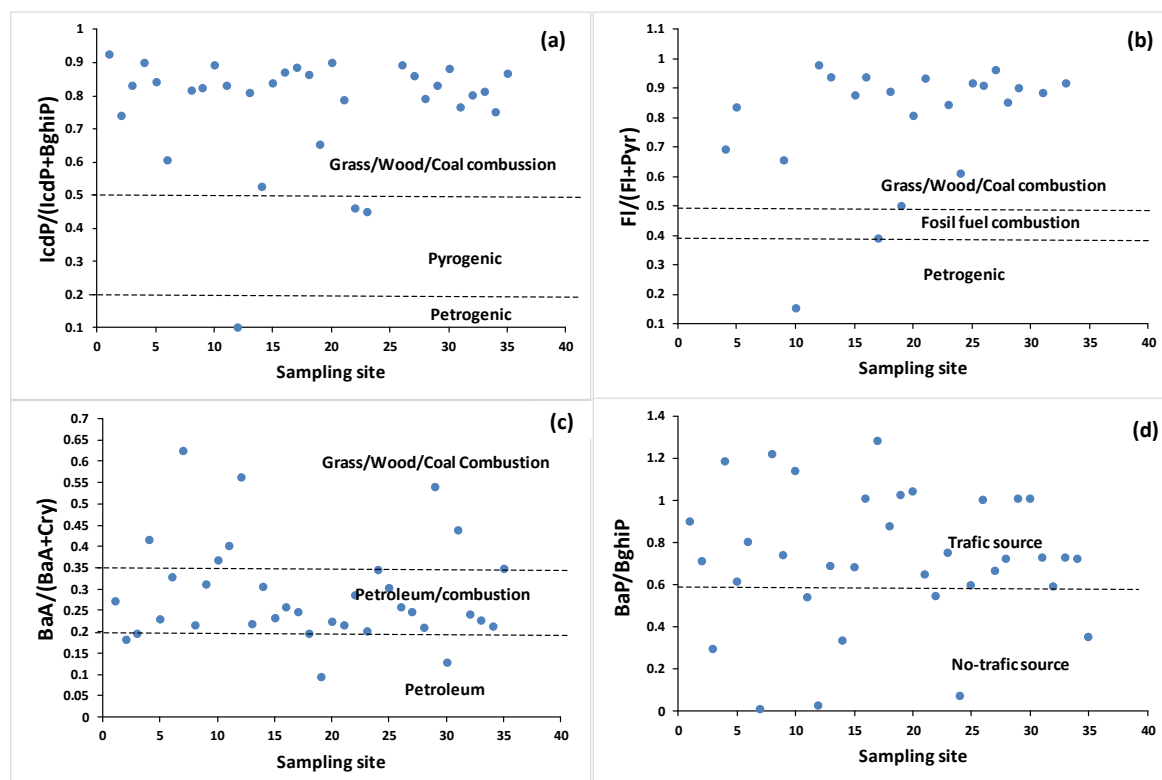 (a)
IcdP/(IcdP+BghiP)
1
0.9
0.8
0.7
0.6
0.5
0.4
0.3
0.2
0.1
Grass/Wood/Coal combussion
Pyrogenic
Petrogenic
0 5 10 15 20 25 30 35 40
Sampling site
(b)
Fl/(Fl+Pyr)
1.1
1
0.9
0.8
0.7
0.6
0.5
0.4
0.3
0.2
0.1
Grass/Wood/Coal combustion
Fosil fuel combustion
Petrogenic
0 5 10 15 20 25 30 35 40
Sampling site
(c)
BaA/(BaA+Cry)
0.7
0.65
0.6
0.55
0.5
0.45
0.4
0.35
0.3
0.25
0.2
0.15
0.1
0.05
0
Grass/Wood/Coal Combustion
Petroleum/combustion
Petroleum
0 5 10 15 20 25 30 35 40
Sampling site
(d)
BaP/BghiP
1.4
1.2
1
0.8
0.6
0.4
0.2
0
Trafic source
No-trafic source
0 5 10 15 20 25 30 35 40
Sampling site